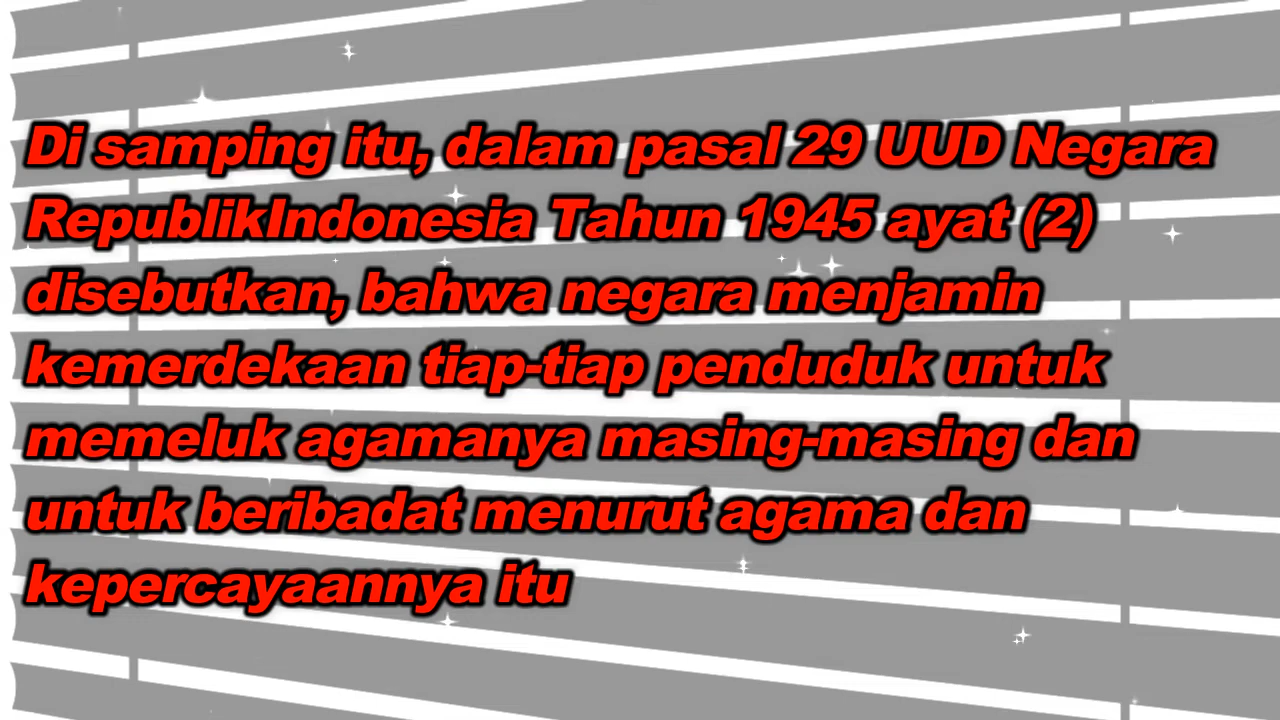 Di samping itu, dalam pasal 29 UUD Negara
RepublikIndonesia Tahun 1945 ayat (2)
disebutkan, bahwa negara menjamin
kemerdekaan tiap-tiap penduduk untuk
memeluk agamanya masing-masing dan
untuk beribadat menurut agama dan
kepercayaannya itu